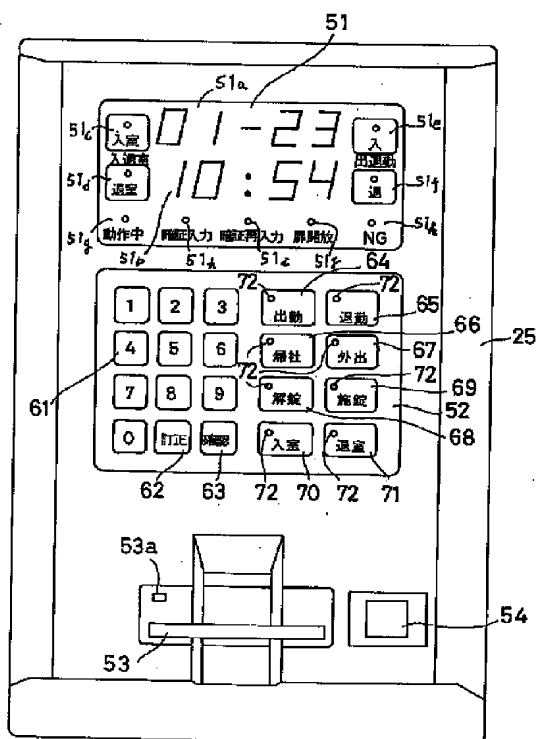 51
51a
51c 入室 01-23 入 51e
入退室 出退勤
51d 退室 10:54 退 51f
51g 動作中 暗証入力 暗証再入力 扉開放 NG 51k
51b 51h 51i 51j 64
72 72
1 2 3 出勤 退勤 65
66
61 4 5 6 帰社 外出 67 25
72 72
7 8 9 解錠 施錠 69 52
68
0 訂正 確認 入室 退室
62 63 72 70 72 71
53a
53 54